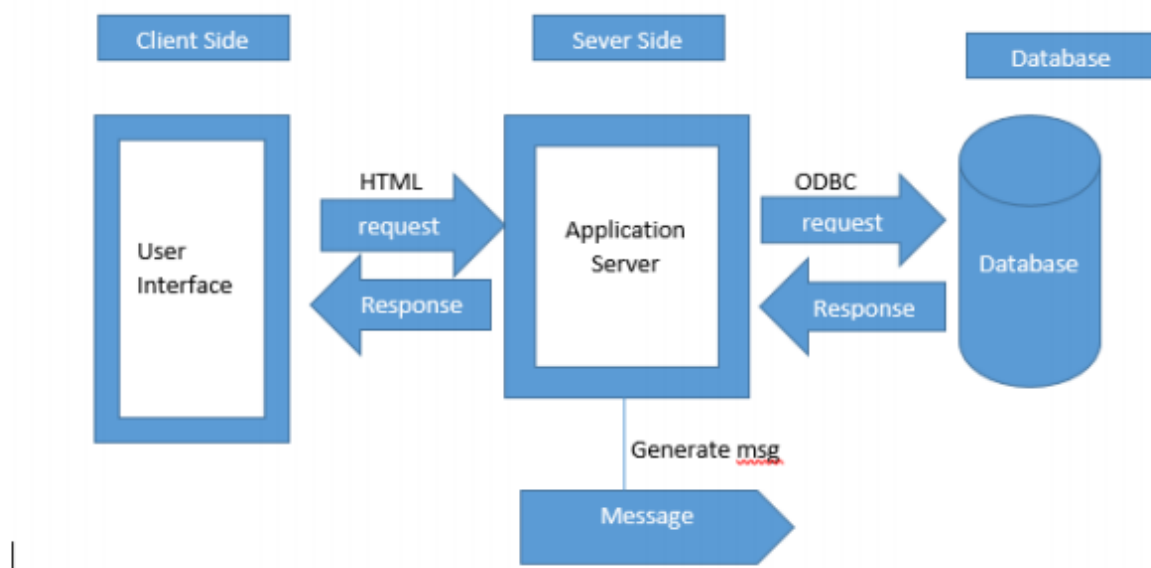 Client Side
Sever Side
Database
User
Interface
HTML
request
Response
Application
Server
ODBC
request
Response
Database
Generate msg
Message